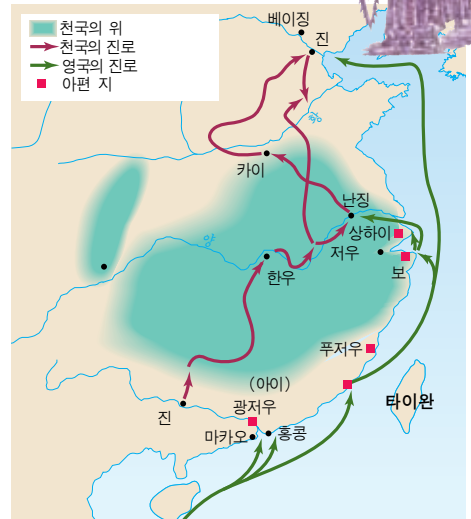 천국의 위
천국의 진로
영국의 진로
아편 지
베이징
진
카이
난징
상하이
저우
한우
보
푸저우
(아이)
진
광저우
타이완
마카오
홍콩